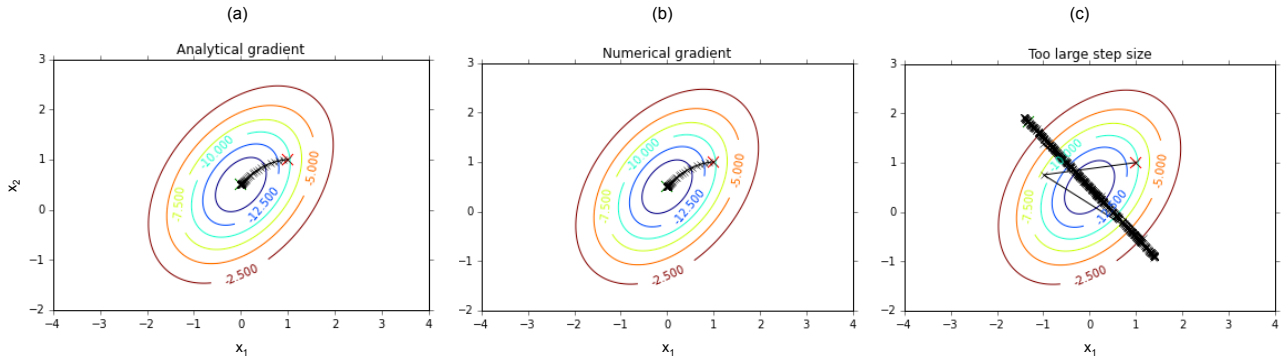 (a)
(b)
(c)
Analytical gradient
Numerical gradient
Too large step size
3
2
1
0
−1
−2
x2
−4 −3 −2 −1 0 1 2 3 4
x1
-10.000
-5.000
-7.500
-12.500
-2.500
3
2
1
0
−1
−2
−4 −3 −2 −1 0 1 2 3 4
x1
-10.000
-5.000
-7.500
-12.500
-2.500
3
2
1
0
−1
−2
−4 −3 −2 −1 0 1 2 3 4
x1
-10.000
-5.000
-7.500
-12.500
-2.500